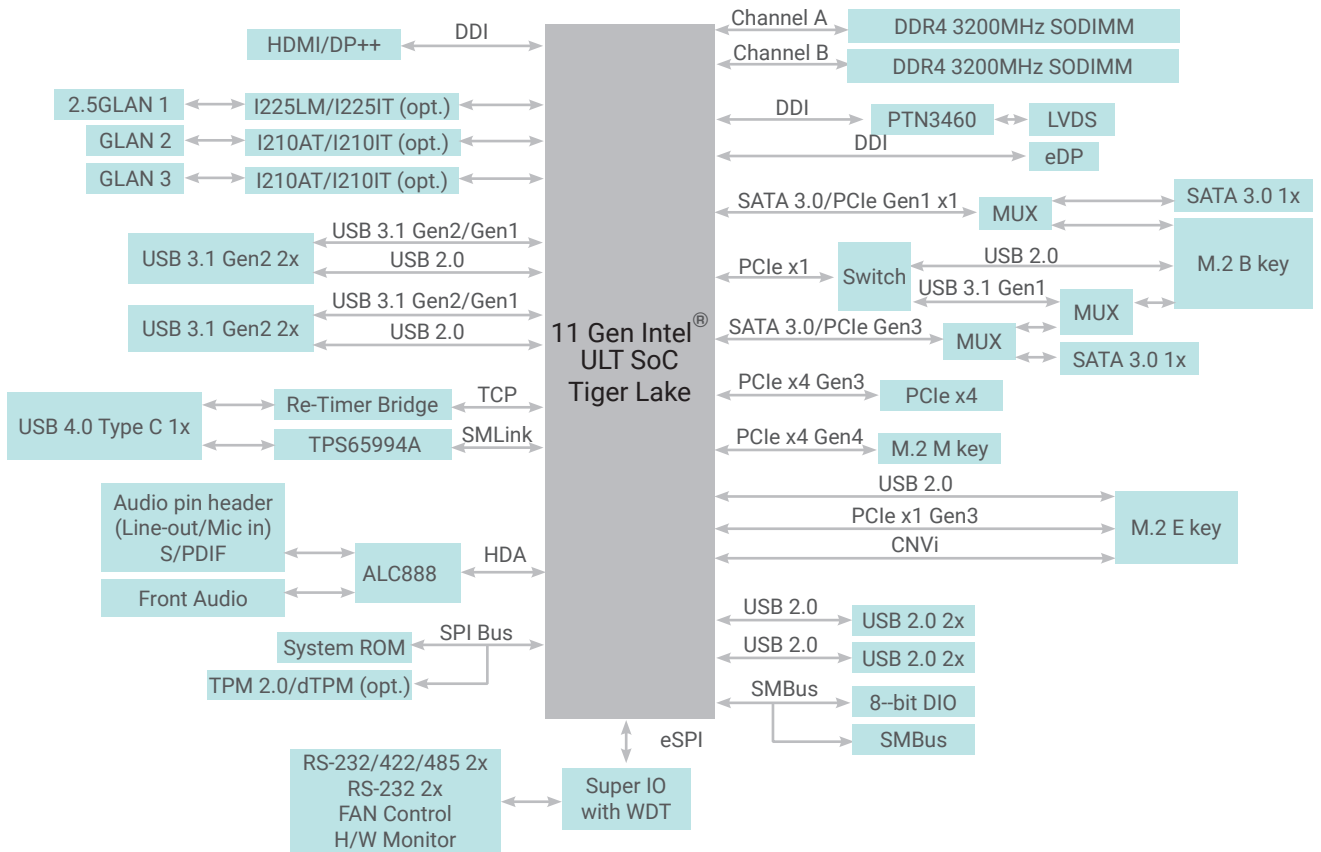 HDMI/DP++
DDI
2.5GLAN 1
I225LM/I225IT (opt.)
GLAN 2
I210AT/I210IT (opt.)
GLAN 3
I210AT/I210IT (opt.)
USB 3.1 Gen2 2x
USB 3.1 Gen2/Gen1
USB 2.0
USB 3.1 Gen2 2x
USB 3.1 Gen2/Gen1
USB 2.0
USB 4.0 Type C 1x
Re-Timer Bridge
TCP
TPS65994A
SMLink
Audio pin header
(Line-out/Mic in)
S/PDIF
Front Audio
ALC888
HDA
System ROM
SPI Bus
TPM 2.0/dTPM (opt.)
11 Gen Intel®
ULT SoC
Tiger Lake
eSPI
RS-232/422/485 2x
RS-232 2x
FAN Control
H/W Monitor
Super IO
with WDT
Channel A
DDR4 3200MHz SODIMM
Channel B
DDR4 3200MHz SODIMM
DDI
PTN3460
LVDS
DDI
eDP
SATA 3.0/PCIe Gen1 x1
MUX
SATA 3.0 1x
M.2 B key
PCIe x1
Switch
USB 2.0
USB 3.1 Gen1
MUX
SATA 3.0/PCIe Gen3
MUX
SATA 3.0 1x
PCIe x4 Gen3
PCIe x4
PCIe x4 Gen4
M.2 M key
USB 2.0
PCIe x1 Gen3
CNVi
M.2 E key
USB 2.0
USB 2.0 2x
USB 2.0
USB 2.0 2x
SMBus
8--bit DIO
SMBus